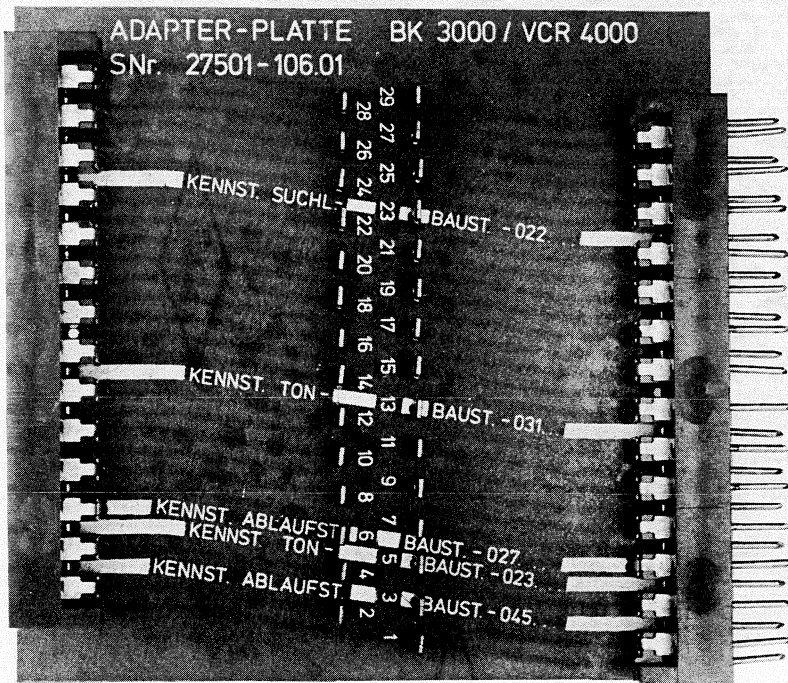 ADAPTER-PLATTE BK 3000 / VCR 4000
SNr. 27501-106.01
29
28
27
26
25
KENNST. SUCHL- 24
23 BAUST. -022...
22
21
20
19
18
17
16
15
KENNST. TON- 14
13 BAUST. -031...
12
11
10
9
8
7
KENNST. ABLAUFST 6 BAUST. -027...
KENNST. TON- 5 BAUST. -023...
4
KENNST. ABLAUFST. 3 BAUST. -045...
2
1